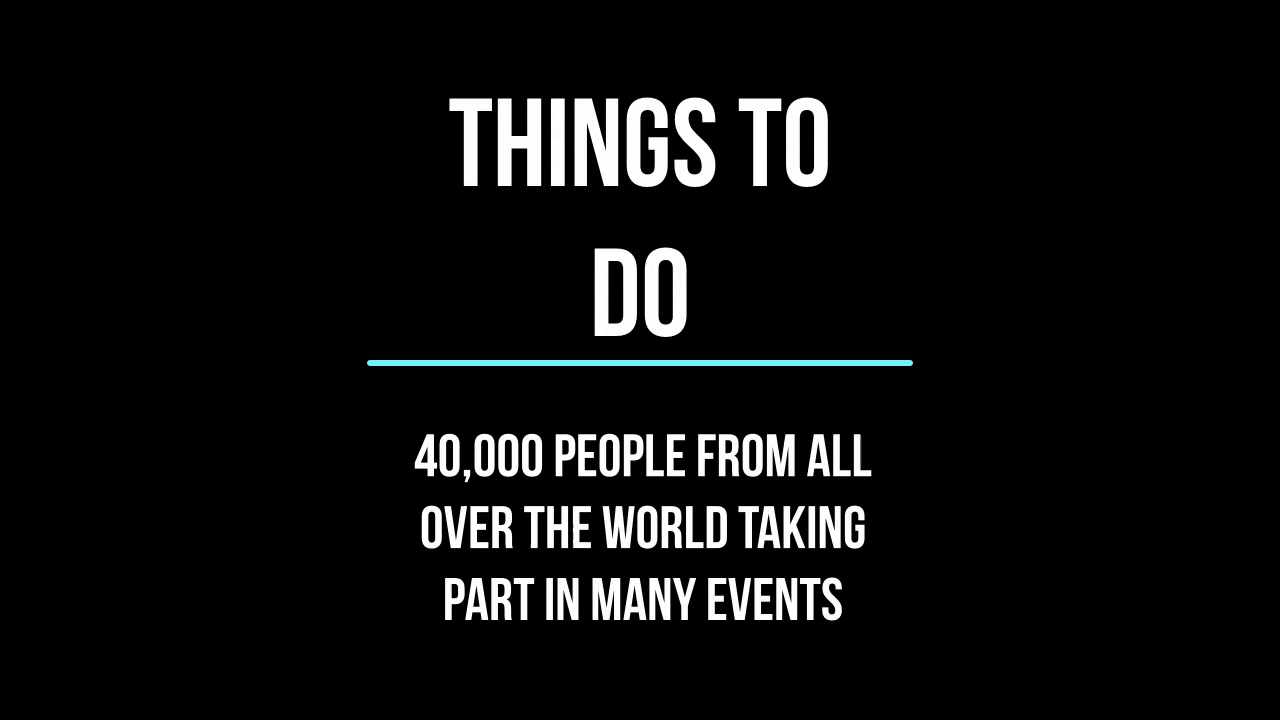 THINGS TO
DO
40,000 PEOPLE FROM ALL
OVER THE WORLD TAKING
PART IN MANY EVENTS